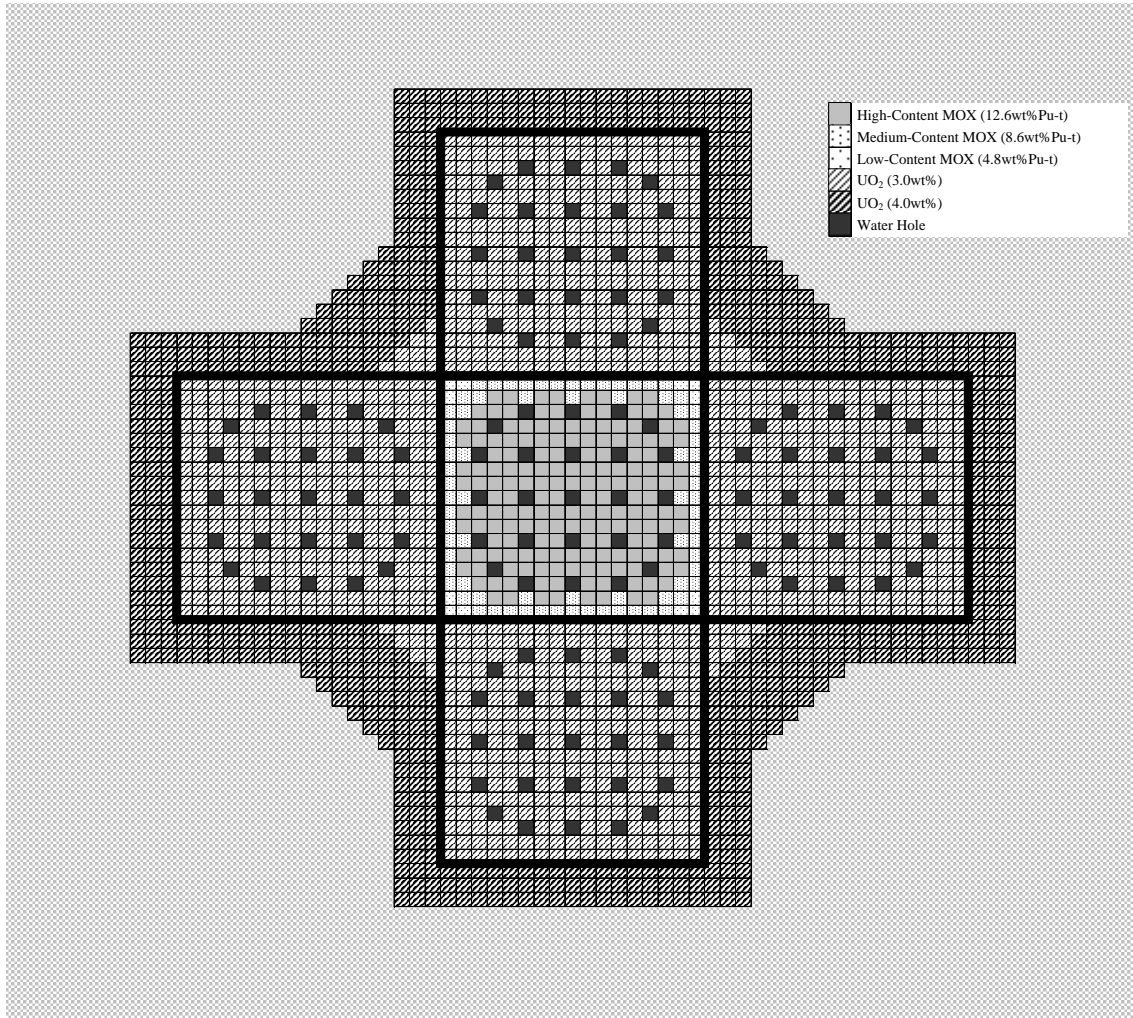 High-Content MOX (12.6wt%Pu-t)
Medium-Content MOX (8.6wt%Pu-t)
Low-Content MOX (4.8wt%Pu-t)
UO₂ (3.0wt%)
UO₂ (4.0wt%)
Water Hole